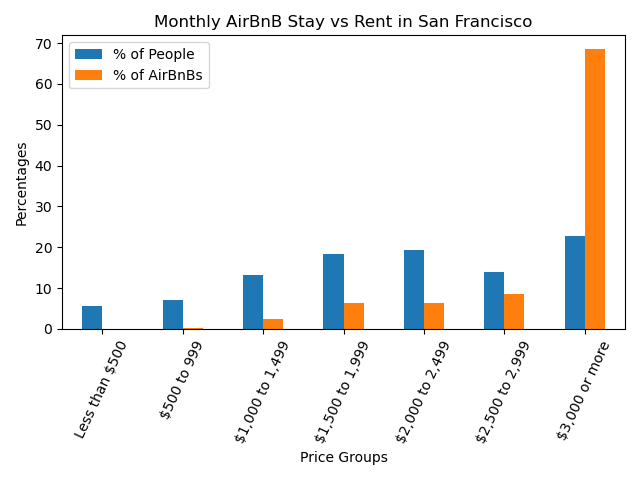 Monthly AirBnB Stay vs Rent in San Francisco
% of People
% of AirBnBs
Percentages
70
60
50
40
30
20
10
0
Less than $500
$500 to 999
$1,000 to 1,499
$1,500 to 1,999
$2,000 to 2,499
$2,500 to 2,999
$3,000 or more
Price Groups